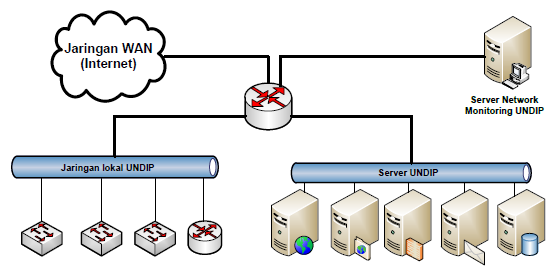 Jaringan WAN
(Internet)
Server Network
Monitoring UNDIP
Jaringan lokal UNDIP
Server UNDIP